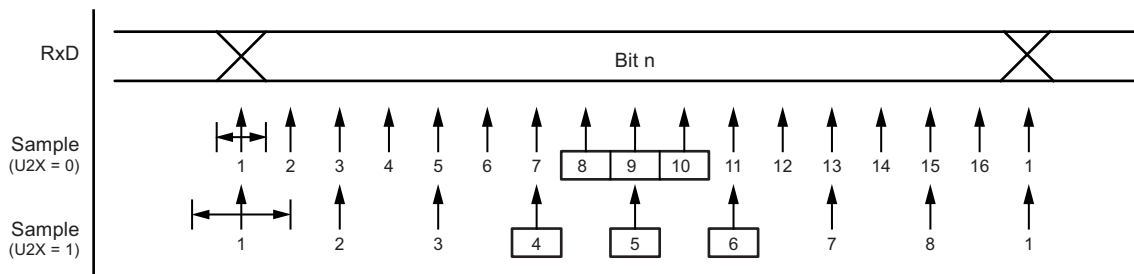 RxD
Bit n
Sample
(U2X = 0)
1 2 3 4 5 6 7 8 9 10 11 12 13 14 15 16 1
Sample
(U2X = 1)
1 2 3 4 5 6 7 8 1